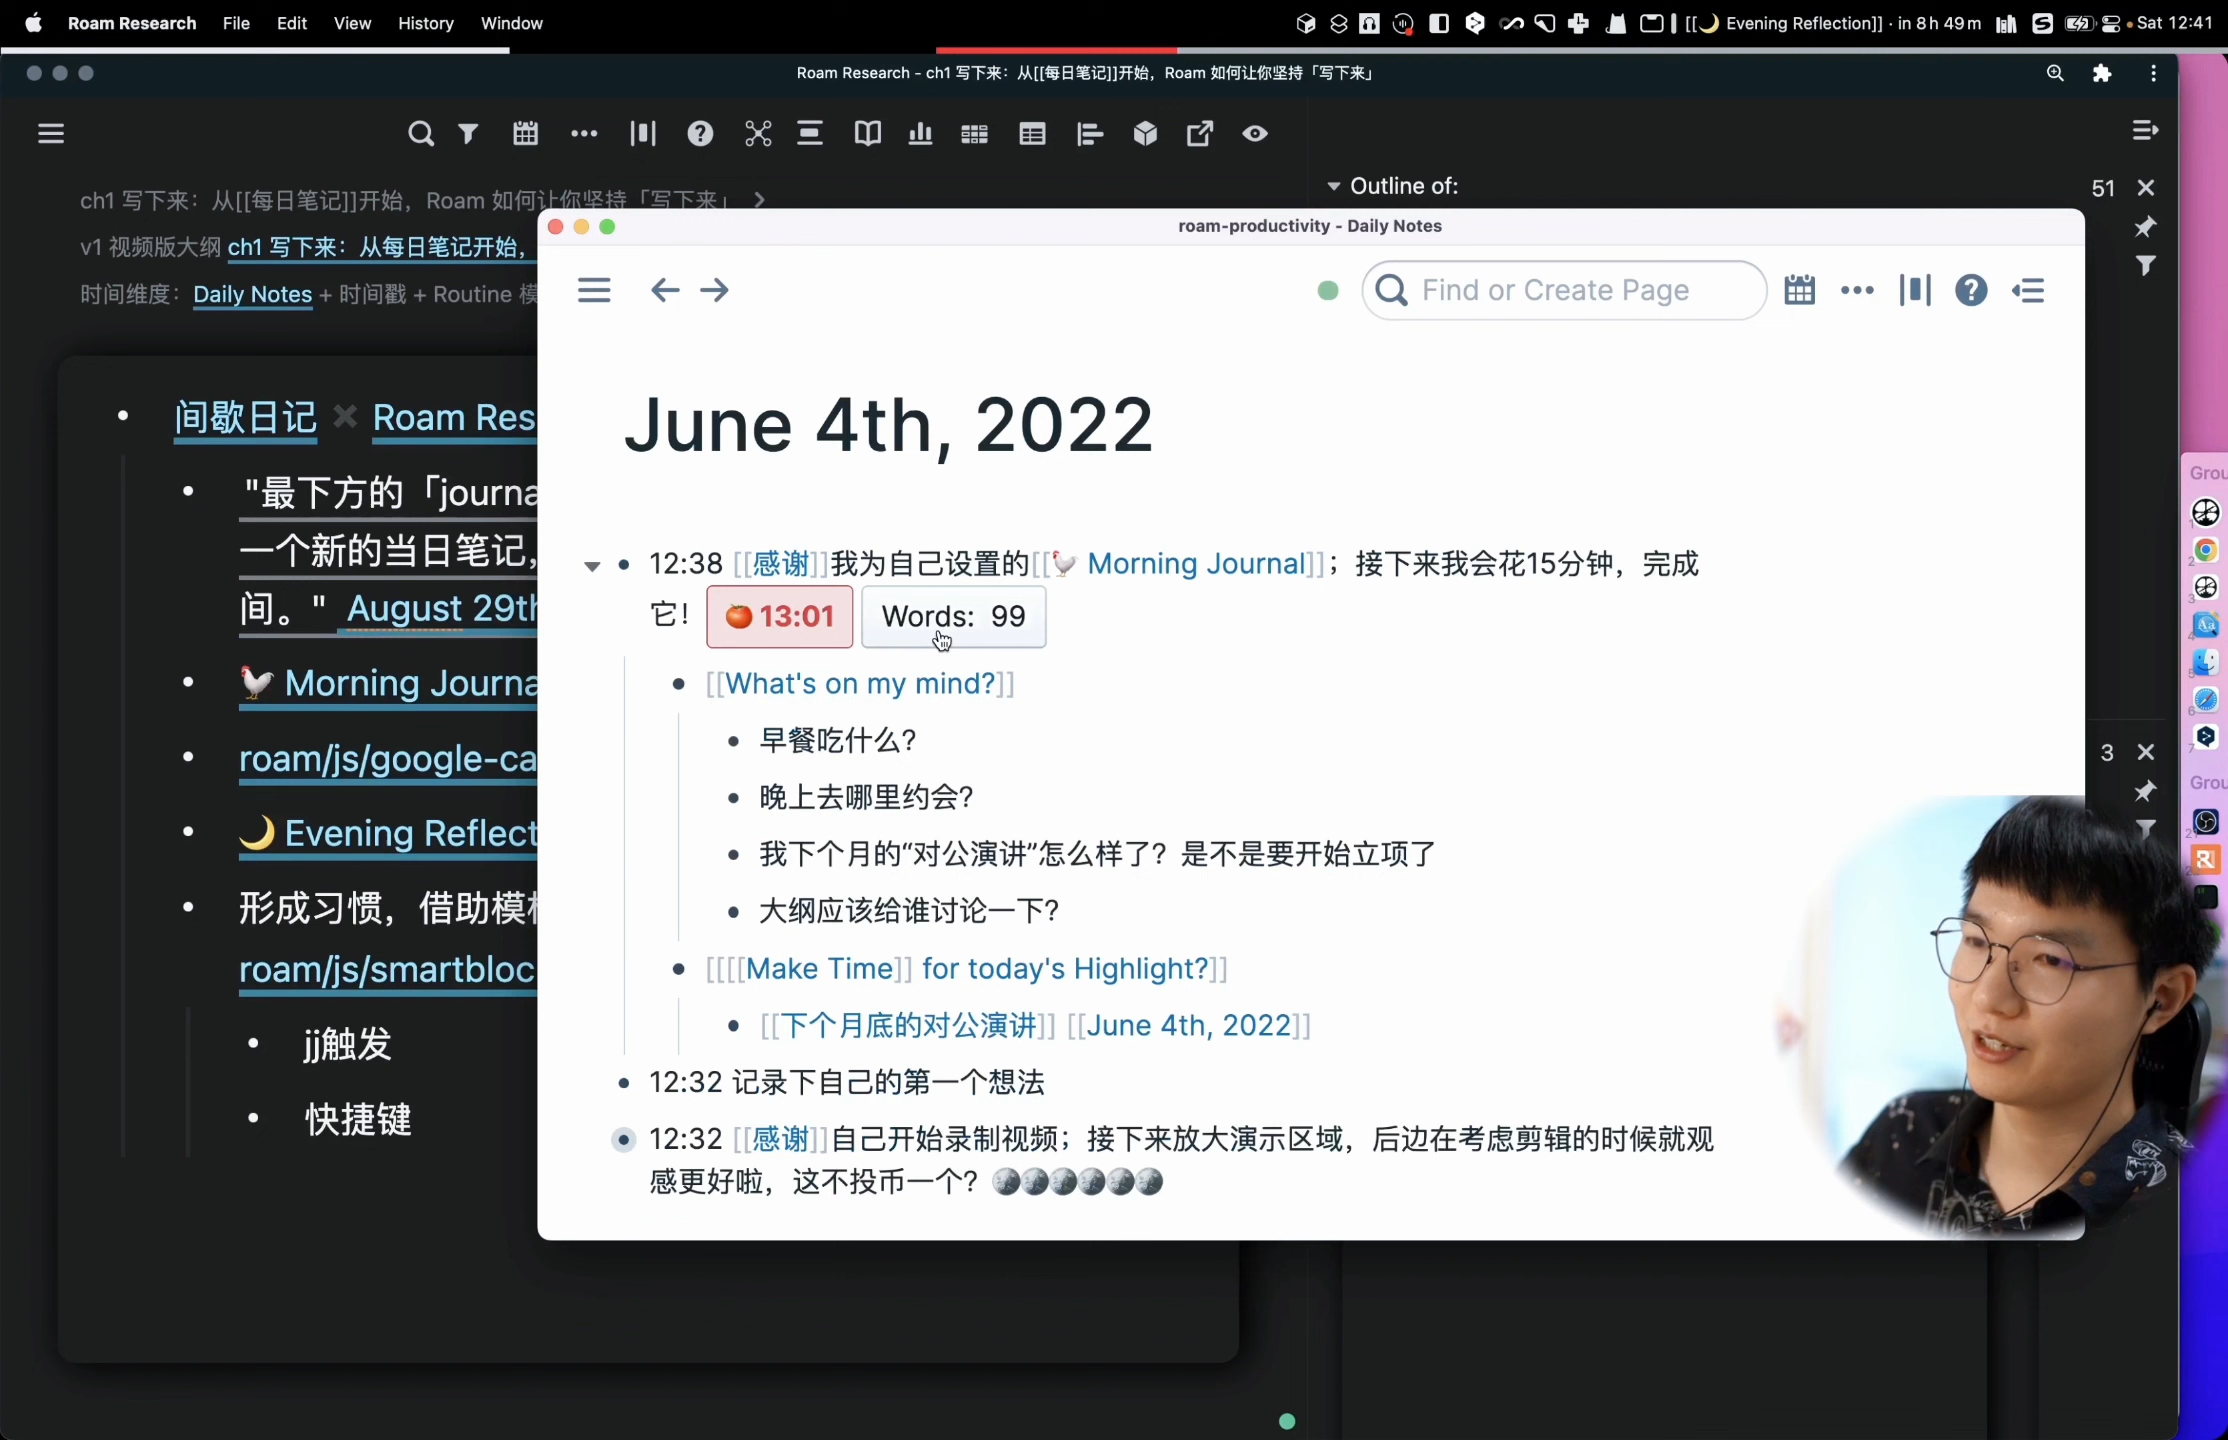 Roam Research File Edit View History Window
[[🌙 Evening Reflection]] · in 8 h 49 m
Sat 12:41
Roam Research - ch1 写下来：从[[每日笔记]]开始，Roam 如何让你坚持「写下来」
ch1 写下来：从[[每日笔记]]开始，Roam 如何让你坚持「写下来」
v1 视频版大纲 ch1 写下来：从每日笔记开始，
时间维度：Daily Notes + 时间戳 + Routine 模
间歇日记 ✖ Roam Res
"最下方的「journa
一个新的当日笔记，
间。" August 29th
🐓 Morning Journa
roam/js/google-ca
🌙 Evening Reflect
形成习惯，借助模板
roam/js/smartbloc
jj触发
快捷键
Outline of:
51
3
roam-productivity - Daily Notes
Find or Create Page
June 4th, 2022
12:38 [[感谢]]我为自己设置的[[🐓 Morning Journal]]；接下来我会花15分钟，完成
它！ 🍅 13:01 Words: 99
[[What's on my mind?]]
早餐吃什么？
晚上去哪里约会？
我下个月的“对公演讲”怎么样了？是不是要开始立项了
大纲应该给谁讨论一下？
[[[[Make Time]] for today's Highlight?]]
[[下个月底的对公演讲]] [[June 4th, 2022]]
12:32 记录下自己的第一个想法
12:32 [[感谢]]自己开始录制视频；接下来放大演示区域，后边在考虑剪辑的时候就观
感更好啦，这不投币一个？🌚🌚🌚🌚🌚🌚
Grou
1
2
3
4
5
6
7
Grou